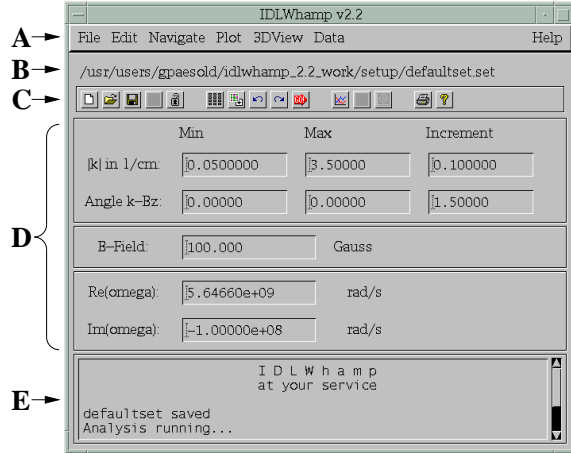 IDLWhamp v2.2
A File Edit Navigate Plot 3DView Data Help
B /usr/users/gpaesold/idlwhamp_2.2_work/setup/defaultset.set
C GO! ?
D
Min Max Increment
|k| in 1/cm: 0.0500000 3.50000 0.100000
Angle k-Bz: 0.00000 0.00000 1.50000
B-Field: 100.000 Gauss
Re(omega): 5.64660e+09 rad/s
Im(omega): -1.00000e+08 rad/s
I D L W h a m p
at your service
E
defaultset saved
Analysis running...